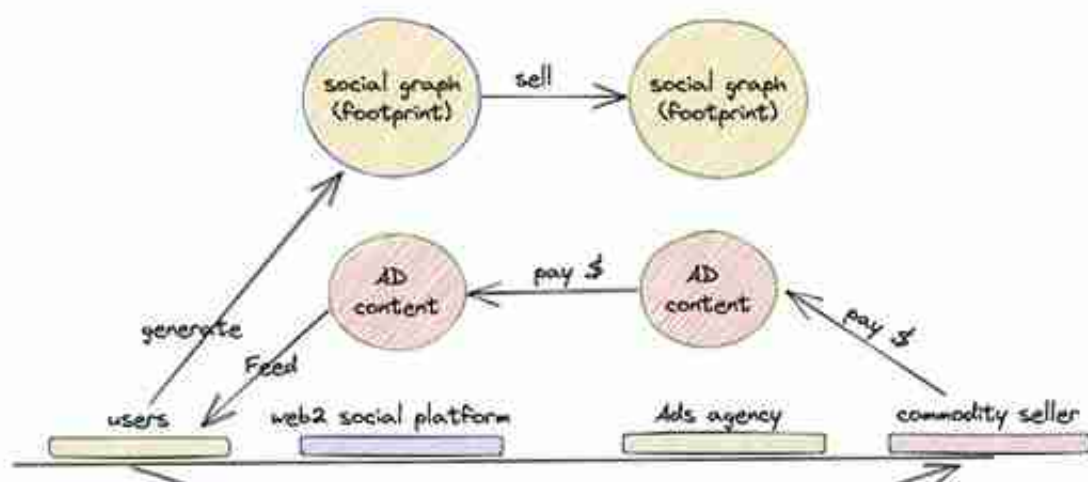 social graph
(footprint)
sell
social graph
(footprint)
AD
content
pay $
AD
content
pay $
generate
Feed
users
web2 social platform
Ads agency
commodity seller